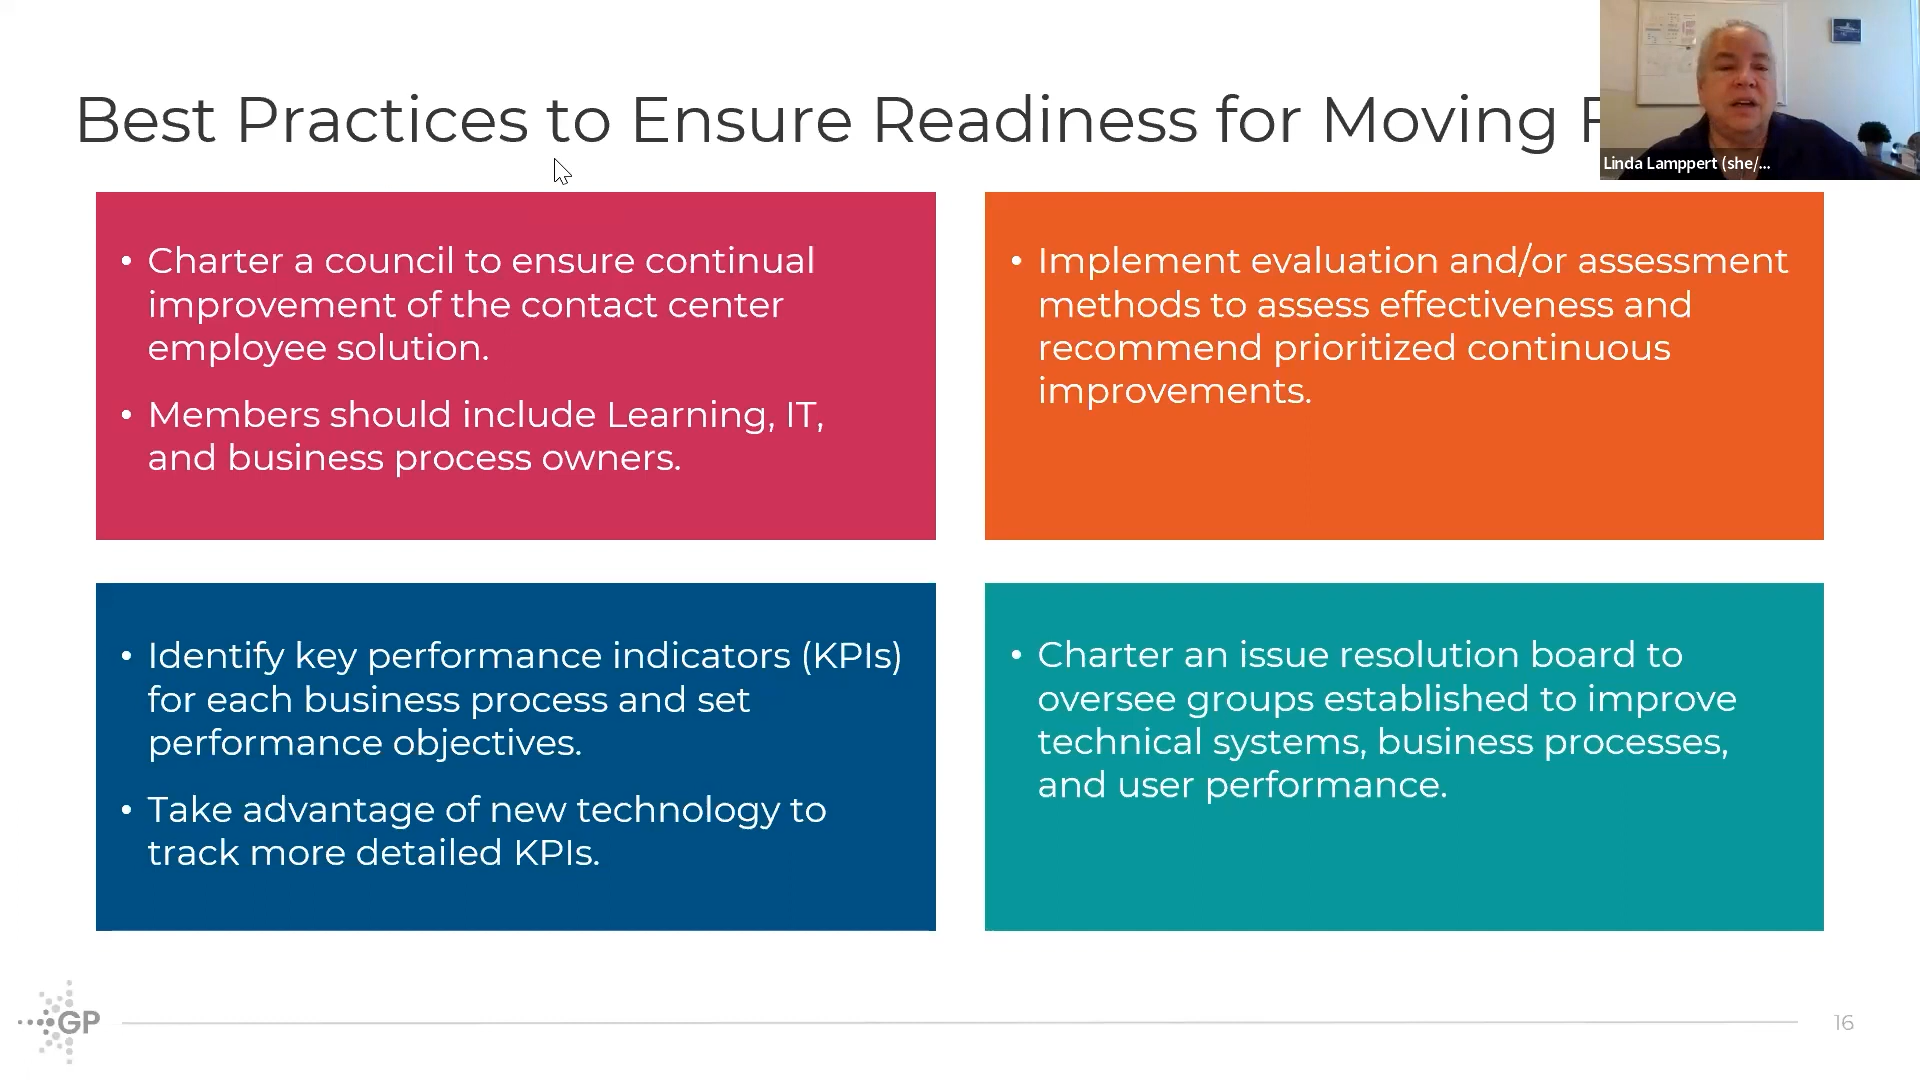 Best Practices to Ensure Readiness for Moving
Linda Lamppert (she/...
• Charter a council to ensure continual
improvement of the contact center
employee solution.
• Members should include Learning, IT,
and business process owners.
• Implement evaluation and/or assessment
methods to assess effectiveness and
recommend prioritized continuous
improvements.
• Identify key performance indicators (KPIs)
for each business process and set
performance objectives.
• Take advantage of new technology to
track more detailed KPIs.
• Charter an issue resolution board to
oversee groups established to improve
technical systems, business processes,
and user performance.
GP
16